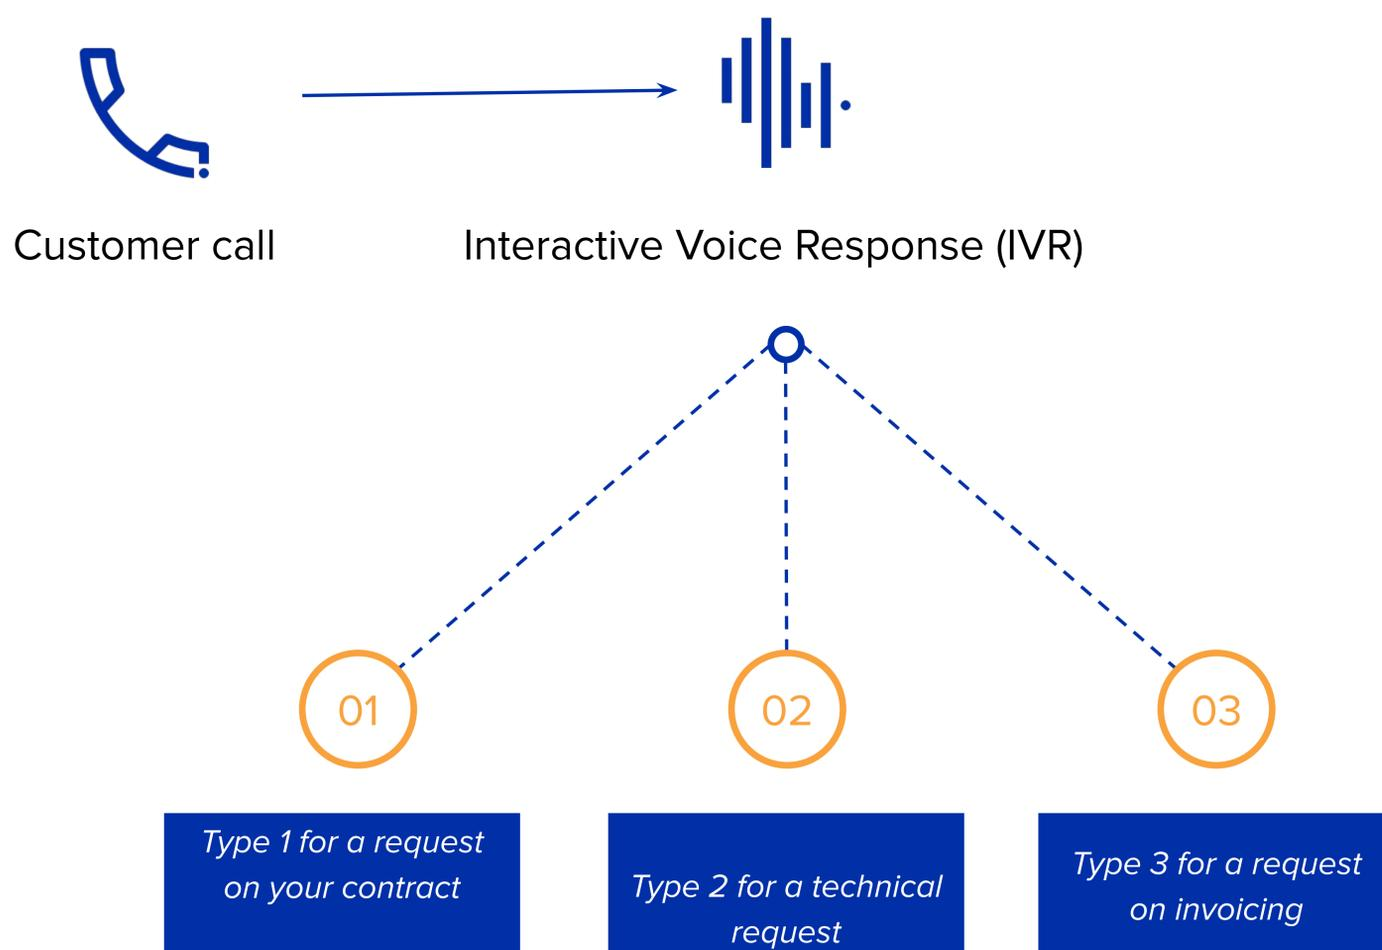 Customer call
Interactive Voice Response (IVR)
01
02
03
Type 1 for a request
on your contract
Type 2 for a technical
request
Type 3 for a request
on invoicing